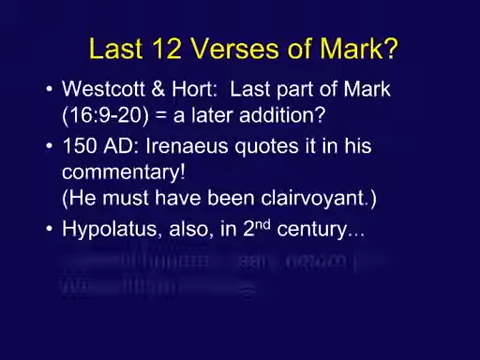 Last 12 Verses of Mark?
• Westcott & Hort: Last part of Mark
(16:9-20) = a later addition?
• 150 AD: Irenaeus quotes it in his
commentary!
(He must have been clairvoyant.)
• Hypolatus, also, in 2nd century...